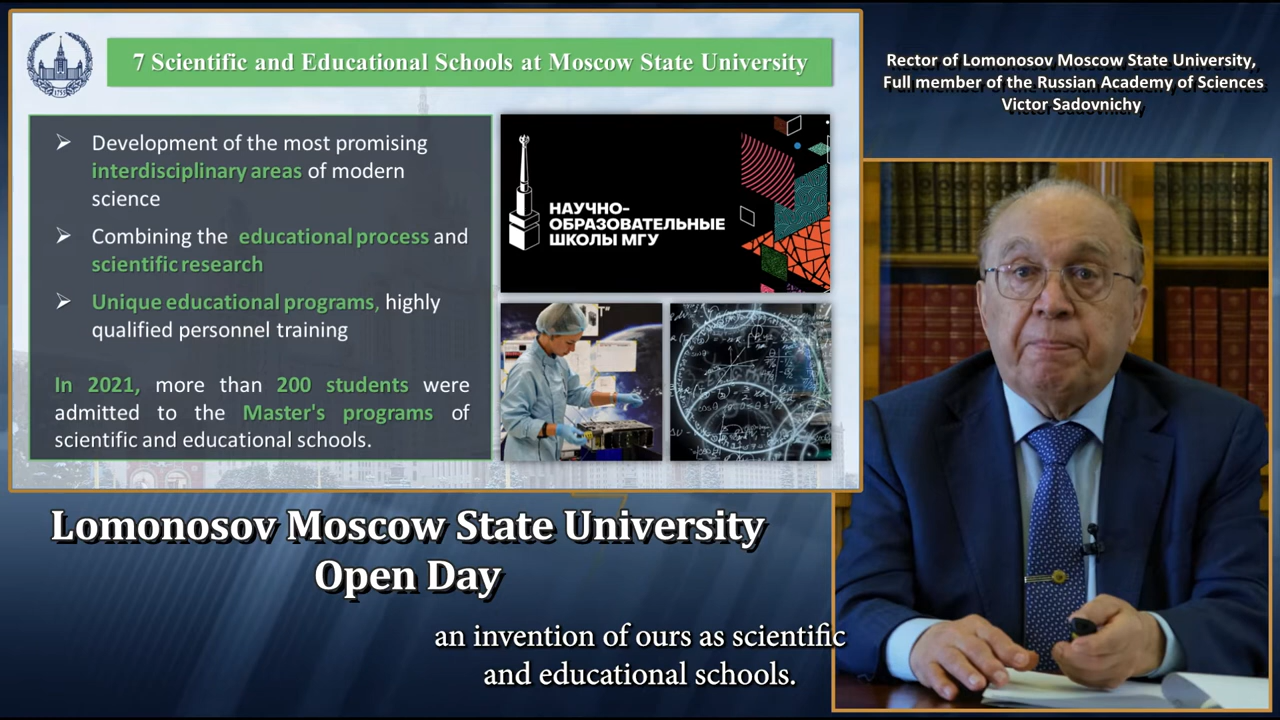 7 Scientific and Educational Schools at Moscow State University
Development of the most promising
interdisciplinary areas of modern
science
Combining the educational process and
scientific research
Unique educational programs, highly
qualified personnel training
In 2021, more than 200 students were
admitted to the Master's programs of
scientific and educational schools.
НАУЧНО-
ОБРАЗОВАТЕЛЬНЫЕ
ШКОЛЫ МГУ
Rector of Lomonosov Moscow State University,
Full member of the Russian Academy of Sciences
Victor Sadovnichy
Lomonosov Moscow State University
Open Day
an invention of ours as scientific
and educational schools.